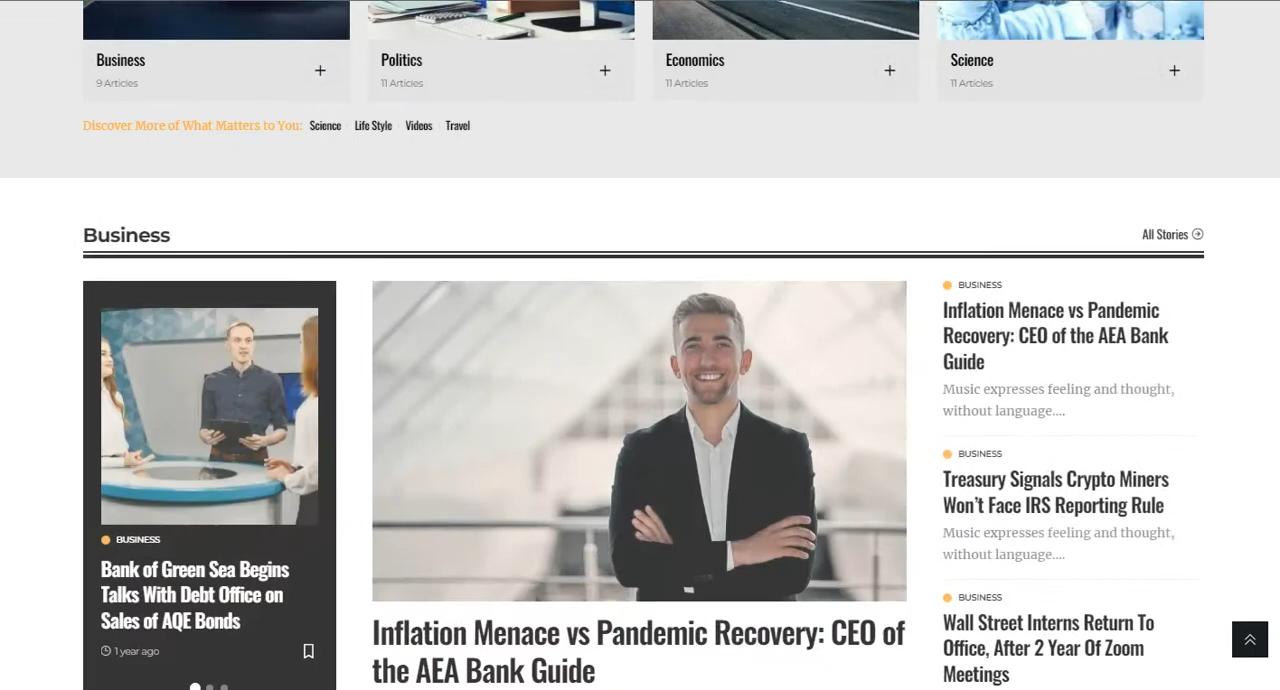 Business
9 Articles
Politics
11 Articles
Economics
11 Articles
Science
11 Articles
Discover More of What Matters to You: Science Life Style Videos Travel
Business
All Stories
BUSINESS
Bank of Green Sea Begins
Talks With Debt Office on
Sales of AQE Bonds
1 year ago
Inflation Menace vs Pandemic Recovery: CEO of
the AEA Bank Guide
BUSINESS
Inflation Menace vs Pandemic
Recovery: CEO of the AEA Bank
Guide
Music expresses feeling and thought,
without language....
BUSINESS
Treasury Signals Crypto Miners
Won't Face IRS Reporting Rule
Music expresses feeling and thought,
without language....
BUSINESS
Wall Street Interns Return To
Office, After 2 Year Of Zoom
Meetings